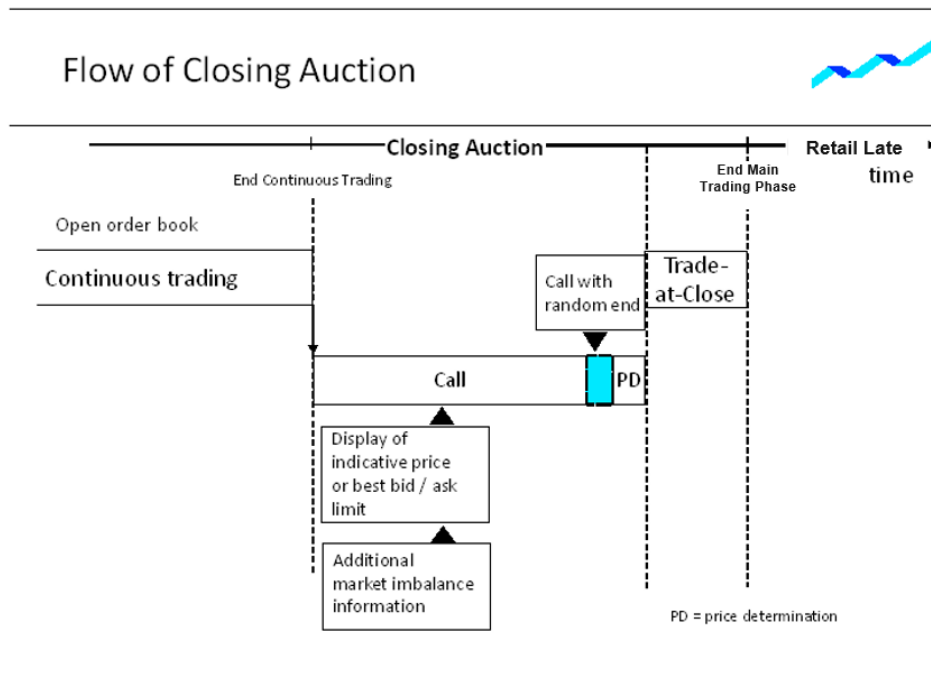 Flow of Closing Auction
Closing Auction
Retail Late
time
End Continuous Trading
End Main
Trading Phase
Open order book
Continuous trading
Call with
random end
Trade-
at-Close
Call
PD
Display of
indicative price
or best bid / ask
limit
Additional
market imbalance
information
PD = price determination